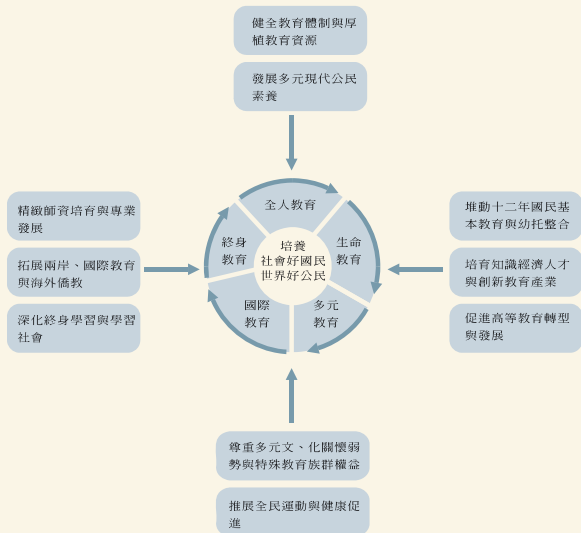 健全教育體制與厚
植教育資源
發展多元現代公民
素養
精緻師資培育與專業
發展
拓展兩岸、國際教育
與海外僑教
深化終身學習與學習
社會
全人教育
終身
教育
培養
社會好國民
世界好公民
生命
教育
國際
教育
多元
教育
堆動十二年國民基
本教育與幼托整合
培育知識經濟人才
與創新教育產業
促進高等教育轉型
與發展
尊重多元文、化關懷弱
勢與特殊教育族群權益
推展全民運動與健康促
進